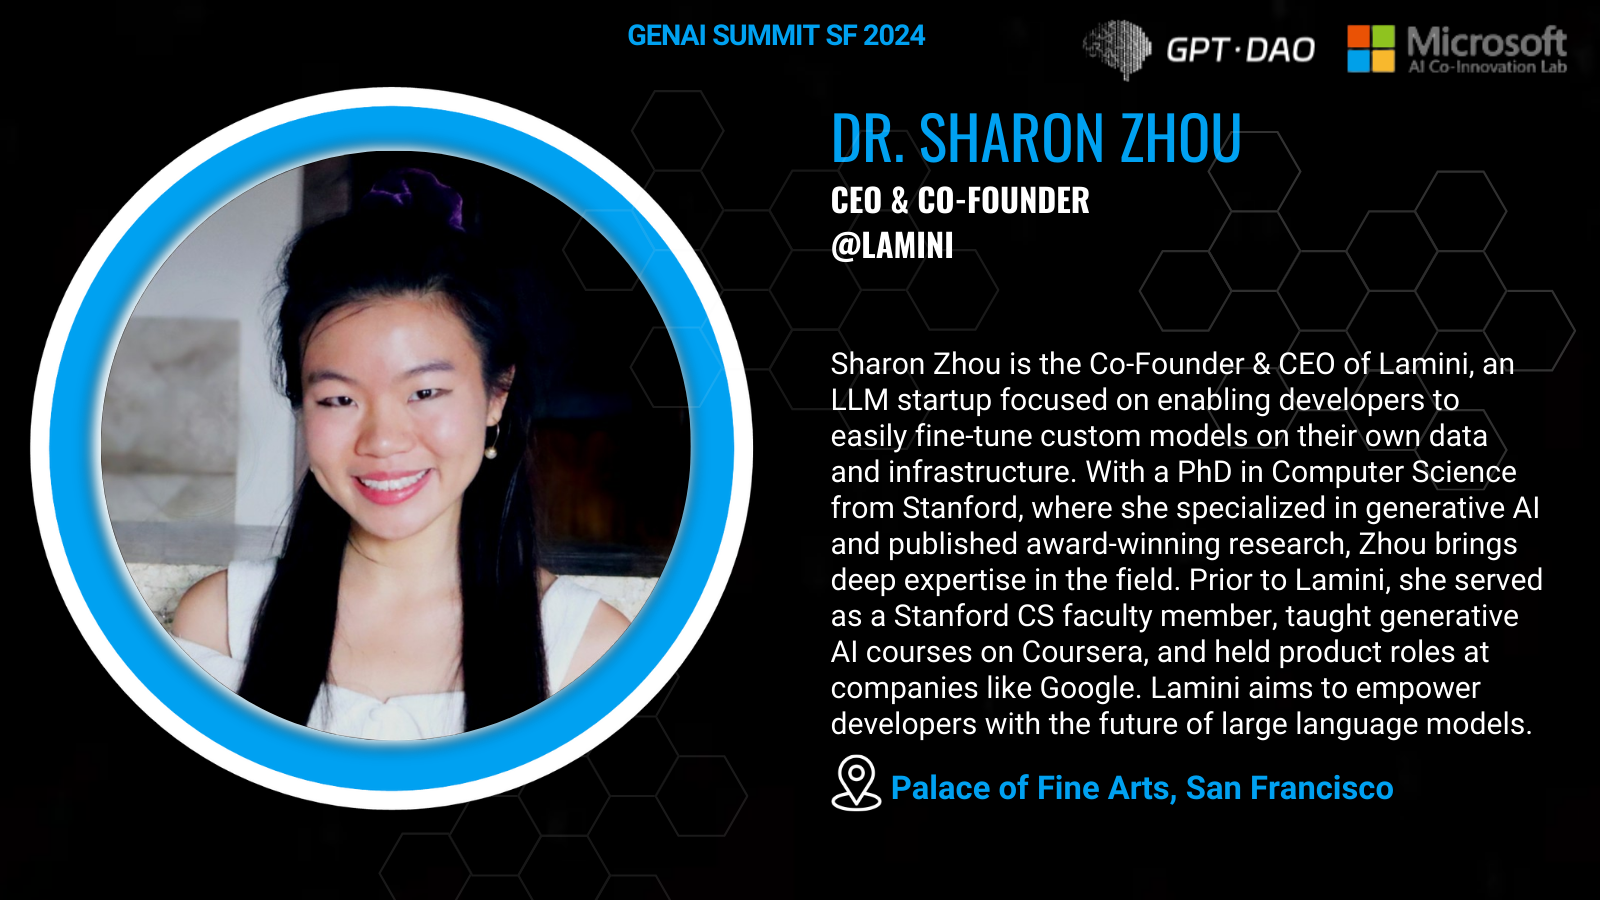 GENAI SUMMIT SF 2024
GPT·DAO
Microsoft
AI Co-Innovation Lab
DR. SHARON ZHOU
CEO & CO-FOUNDER
@LAMINI
Sharon Zhou is the Co-Founder & CEO of Lamini, an
LLM startup focused on enabling developers to
easily fine-tune custom models on their own data
and infrastructure. With a PhD in Computer Science
from Stanford, where she specialized in generative AI
and published award-winning research, Zhou brings
deep expertise in the field. Prior to Lamini, she served
as a Stanford CS faculty member, taught generative
AI courses on Coursera, and held product roles at
companies like Google. Lamini aims to empower
developers with the future of large language models.
Palace of Fine Arts, San Francisco